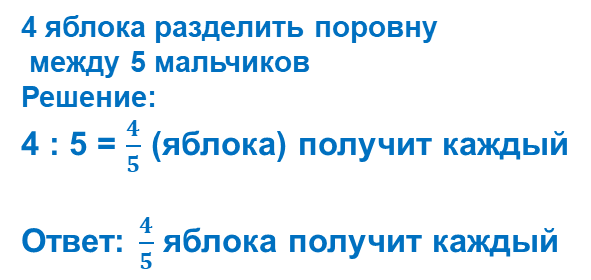 4 яблока разделить поровну
между 5 мальчиков
Решение:
4 : 5 = 4/5 (яблока) получит каждый
Ответ: 4/5 яблока получит каждый